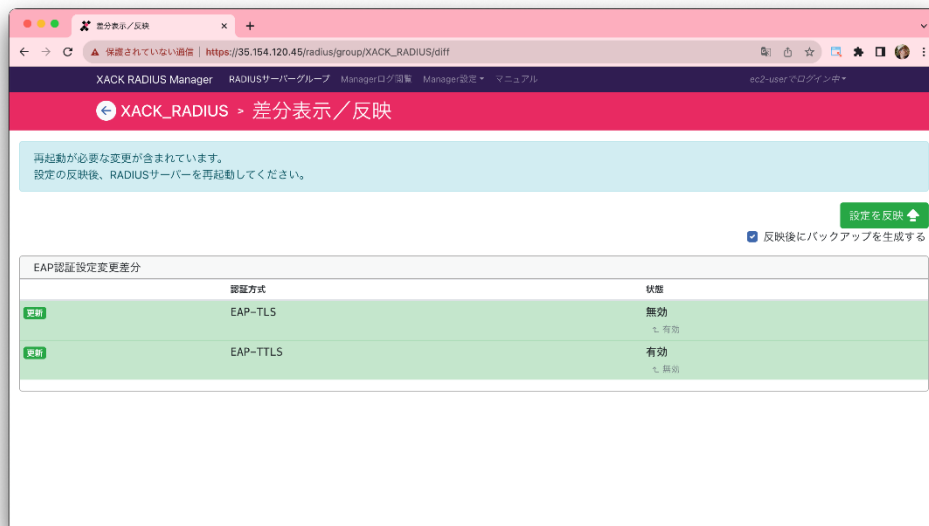 差分表示／反映
保護されていない通信 | https://35.154.120.45/radius/group/XACK_RADIUS/diff
XACK RADIUS Manager RADIUSサーバーグループ Managerログ閲覧 Manager設定 マニュアル ec2-userでログイン中
XACK_RADIUS > 差分表示／反映
再起動が必要な変更が含まれています。
設定の反映後、RADIUSサーバーを再起動してください。
設定を反映
反映後にバックアップを生成する
EAP認証設定変更差分
認証方式 状態
更新 EAP-TLS 無効
有効
更新 EAP-TTLS 有効
無効